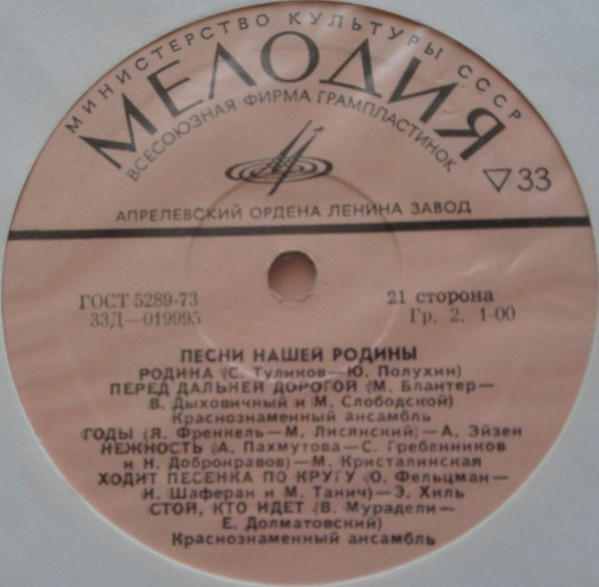 МИНИСТЕРСТВО КУЛЬТУРЫ СССР
МЕЛОДИЯ
ВСЕСОЮЗНАЯ ФИРМА ГРАМПЛАСТИНОК
▽33
АПРЕЛЕВСКИЙ ОРДЕНА ЛЕНИНА ЗАВОД
ГОСТ 5289-73
33Д—019995
21 сторона
Гр. 2. 1-00
ПЕСНИ НАШЕЙ РОДИНЫ
РОДИНА (С. Туликов—Ю. Полухин)
ПЕРЕД ДАЛЬНЕЙ ДОРОГОЙ (М. Блантер—
В. Дыховичный и М. Слободской)
Краснознаменный ансамбль
ГОДЫ (Я. Френкель—М. Лисянский)—А. Эйзен
НЕЖНОСТЬ (А. Пахмутова—С. Гребенников
и Н. Добронравов)—М. Кристалинская
ХОДИТ ПЕСЕНКА ПО КРУГУ (О. Фельцман—
И. Шаферан и М. Танич)—Э. Хиль
СТОЙ, КТО ИДЕТ (В. Мурадели—
Е. Долматовский)
Краснознаменный ансамбль